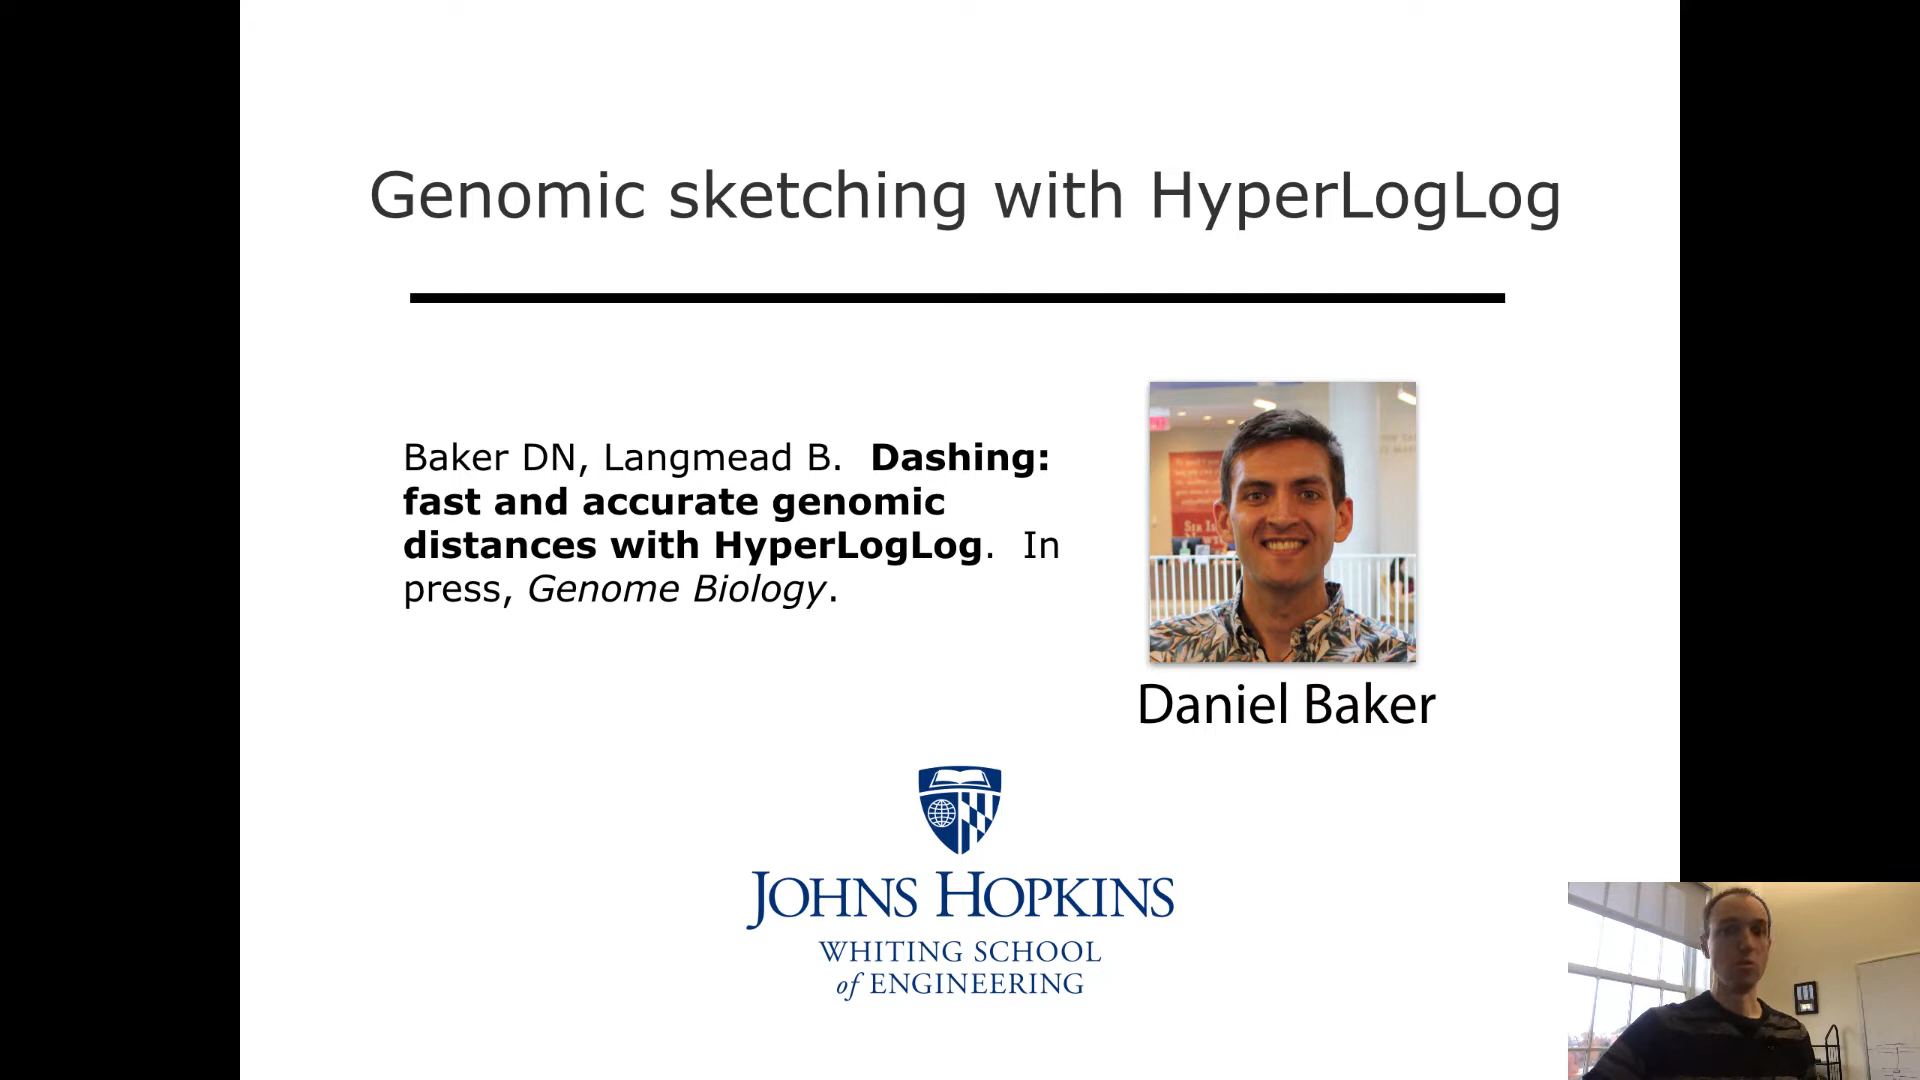 Genomic sketching with HyperLogLog
Baker DN, Langmead B. Dashing:
fast and accurate genomic
distances with HyperLogLog. In
press, Genome Biology.
Daniel Baker
JOHNS HOPKINS
WHITING SCHOOL
of ENGINEERING